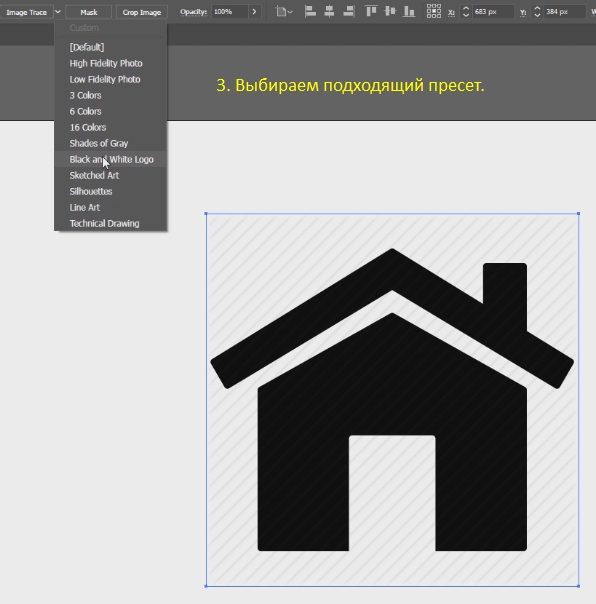 Image Trace Mask Crop Image Opacity: 100% X: 683 px Y: 384 px W
Custom
[Default]
High Fidelity Photo
Low Fidelity Photo
3 Colors
6 Colors
16 Colors
Shades of Gray
Black and White Logo
Sketched Art
Silhouettes
Line Art
Technical Drawing
3. Выбираем подходящий пресет.